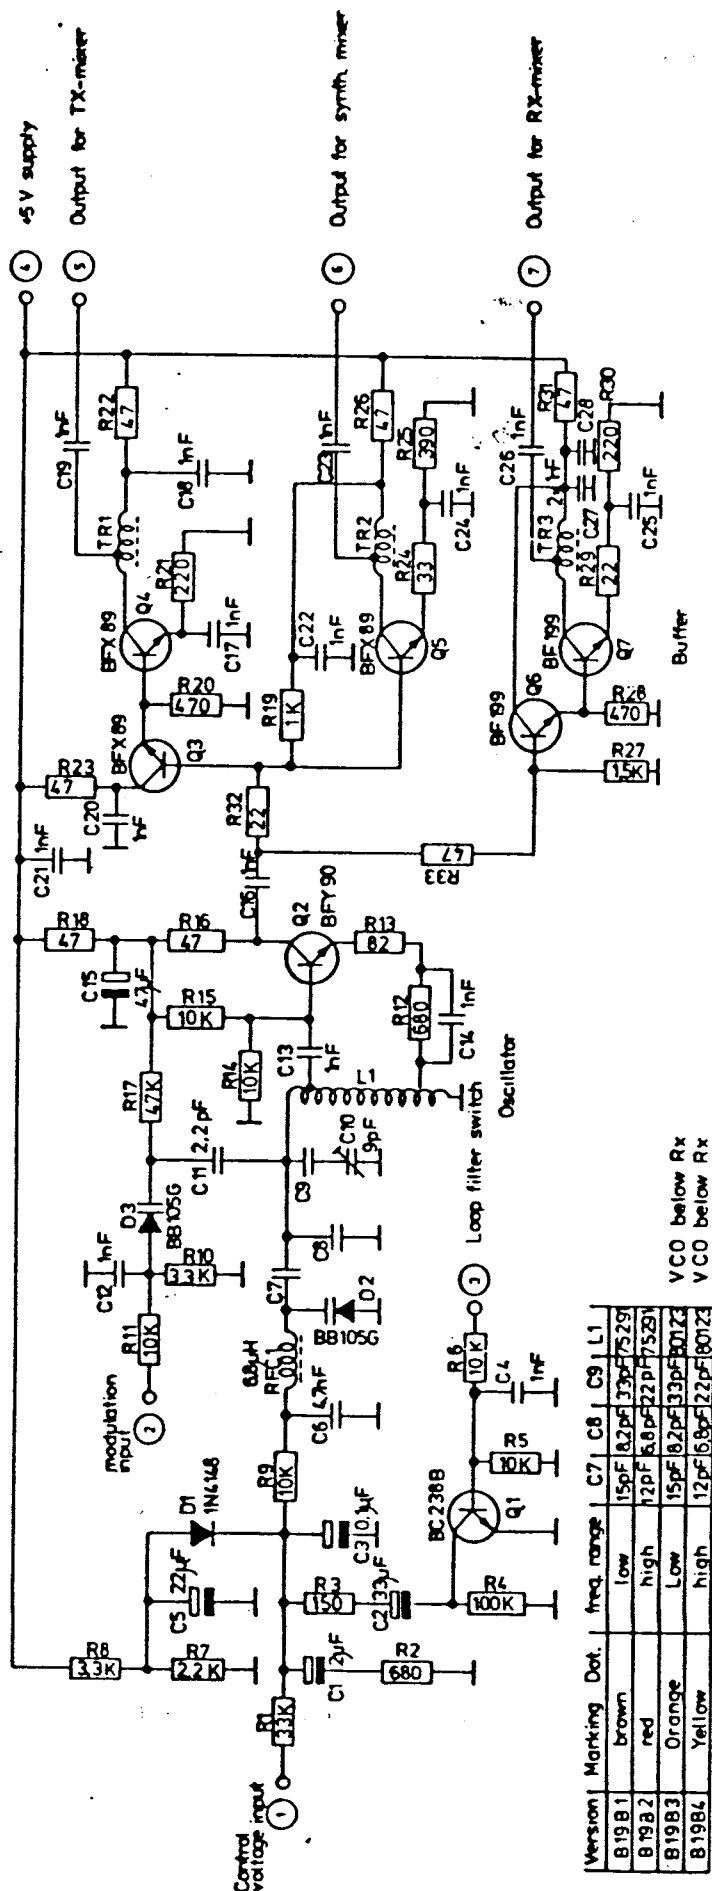 Control
voltage input
1
R1
33K
R8
3.3K
R7
2.2K
C5
22µF
D1
1N4148
C1
R2
680
R3
150
C2
33µF
C3
0.1µF
R4
100K
BC238B
Q1
R5
10K
C4
1nF
R6
10K
3
Loop filter switch
R9
10K
C6
4.7nF
6.8µH
RFC1
BB105G
D2
C7
C8
C9
C10
9pF
modulation
input
2
R11
10K
C12
1nF
R10
3.3K
D3
BB105G
C11
2.2pF
R17
47K
L1
C13
1nF
R14
10K
R15
10K
R16
47
R18
47
C15
47µF
Q2
BFY90
R13
82
R12
680
C14
1nF
Oscillator
C16
1nF
R32
22
R33
47
C21
1nF
C20
1nF
R23
47
BFX89
Q3
R20
470
BFX89
Q4
C17
1nF
R21
220
TR1
C18
1nF
R22
47
C19
1nF
4
+5V supply
5
Output for TX-mixer
R19
1K
C22
1nF
BFX89
Q5
R24
33
TR2
C24
1nF
R25
390
R26
47
C23
1nF
6
Output for synth. mixer
BF199
Q6
R27
1.5K
R28
470
BF199
Q7
R29
22
TR3
C27
C28
C25
1nF
R30
220
R31
47
C26
1nF
7
Output for RX-mixer
Buffer
Version Marking Dot. freq. range C7 C8 C9 L1
B19B1 brown low 15pF 8.2pF 33pF 75291
B19B2 red high 12pF 6.8pF 22pF 75291
B19B3 Orange Low 15pF 8.2pF 33pF 80123 VCO below Rx
B19B4 Yellow high 12pF 6.8pF 22pF 80123 VCO below Rx